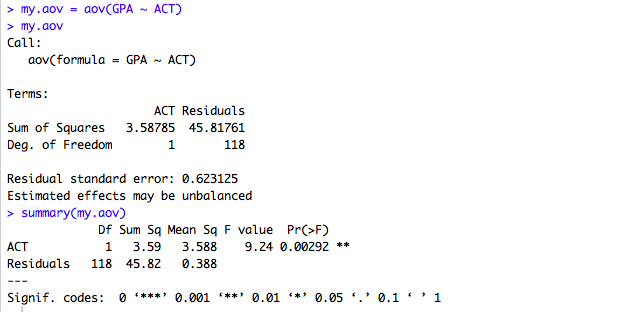 > my.aov = aov(GPA ~ ACT)
> my.aov
Call:
   aov(formula = GPA ~ ACT)
Terms:
                     ACT Residuals
Sum of Squares   3.58785  45.81761
Deg. of Freedom        1       118
Residual standard error: 0.623125
Estimated effects may be unbalanced
> summary(my.aov)
             Df Sum Sq Mean Sq F value  Pr(>F)
ACT           1   3.59   3.588    9.24 0.00292 **
Residuals   118  45.82   0.388
---
Signif. codes:  0 ‘***’ 0.001 ‘**’ 0.01 ‘*’ 0.05 ‘.’ 0.1 ‘ ’ 1